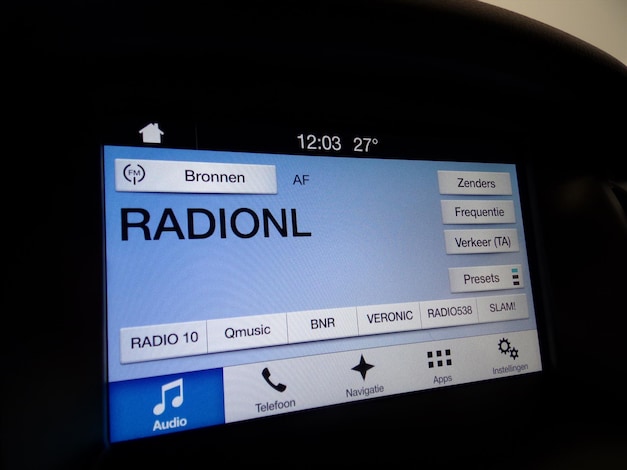 12:03 27°
FM Bronnen AF
Zenders
RADIONL
Frequentie
Verkeer (TA)
Presets
RADIO 10 Qmusic BNR VERONIC RADIO538 SLAM!
Audio Telefoon Navigatie Apps Instellingen